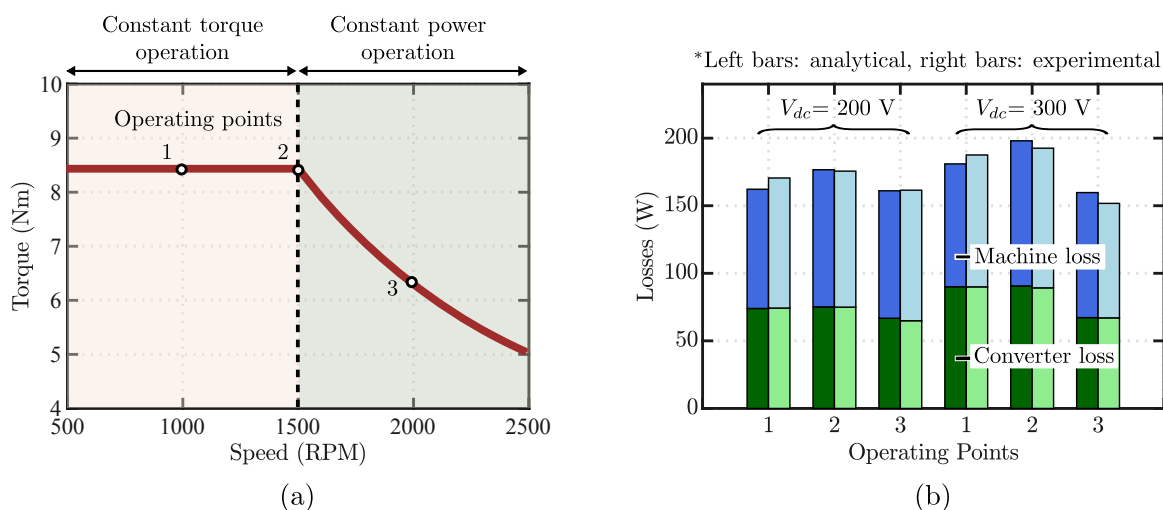 Constant torque
operation
Constant power
operation
Operating points
1
2
3
10
9
8
7
6
5
4
Torque (Nm)
500
1000
1500
2000
2500
Speed (RPM)
(a)
*Left bars: analytical, right bars: experimental
V_dc= 200 V
V_dc= 300 V
Machine loss
Converter loss
200
150
100
50
0
Losses (W)
1
2
3
1
2
3
Operating Points
(b)